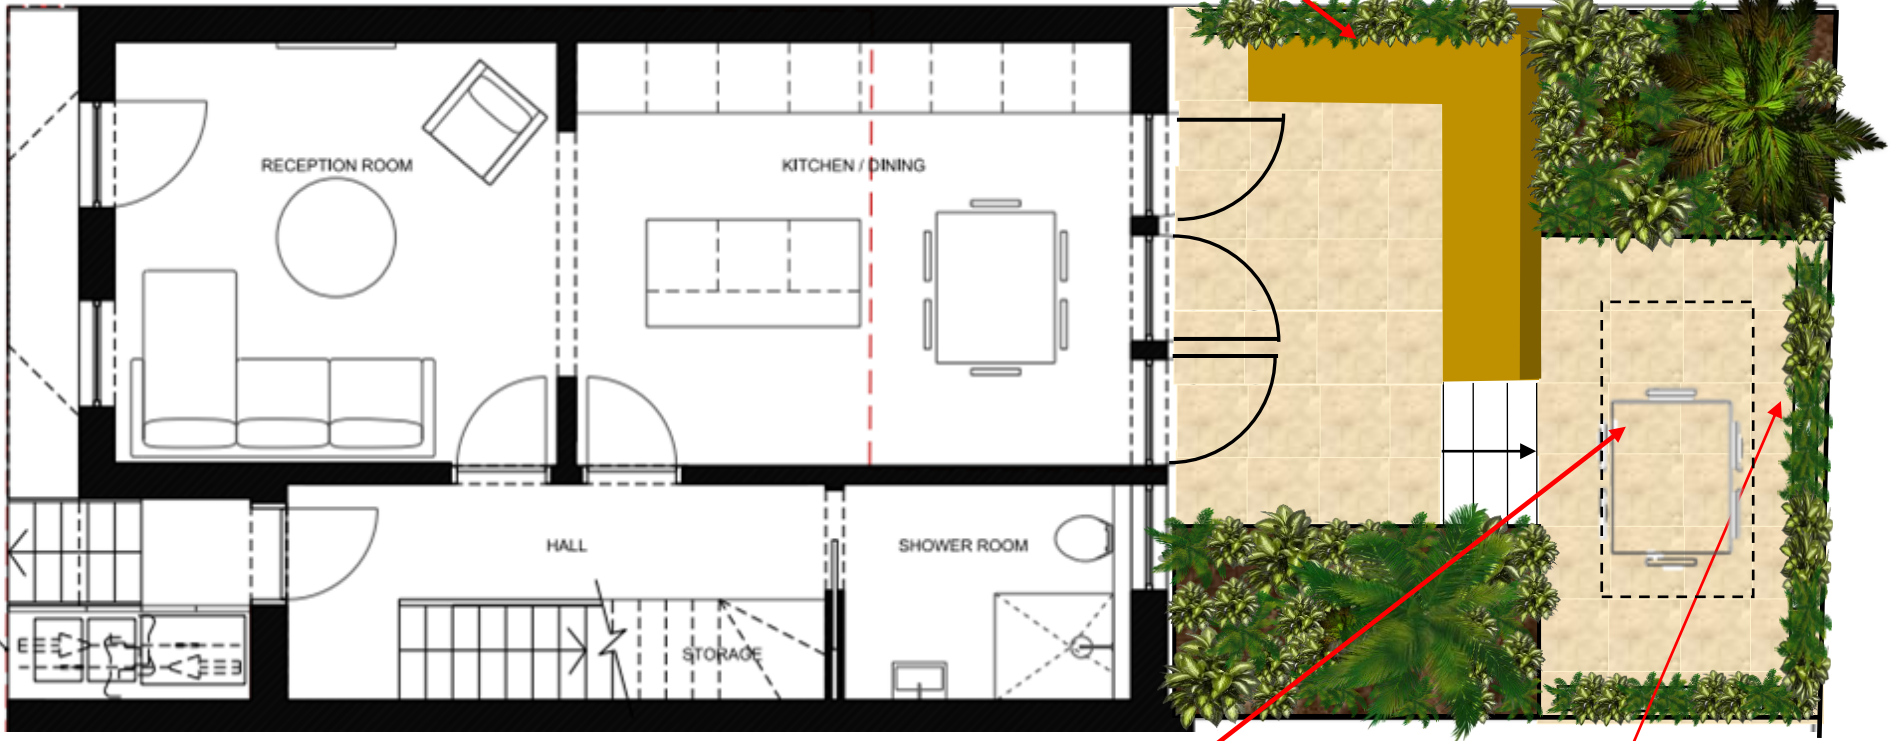 RECEPTION ROOM
KITCHEN / DINING
HALL
SHOWER ROOM
STORAGE